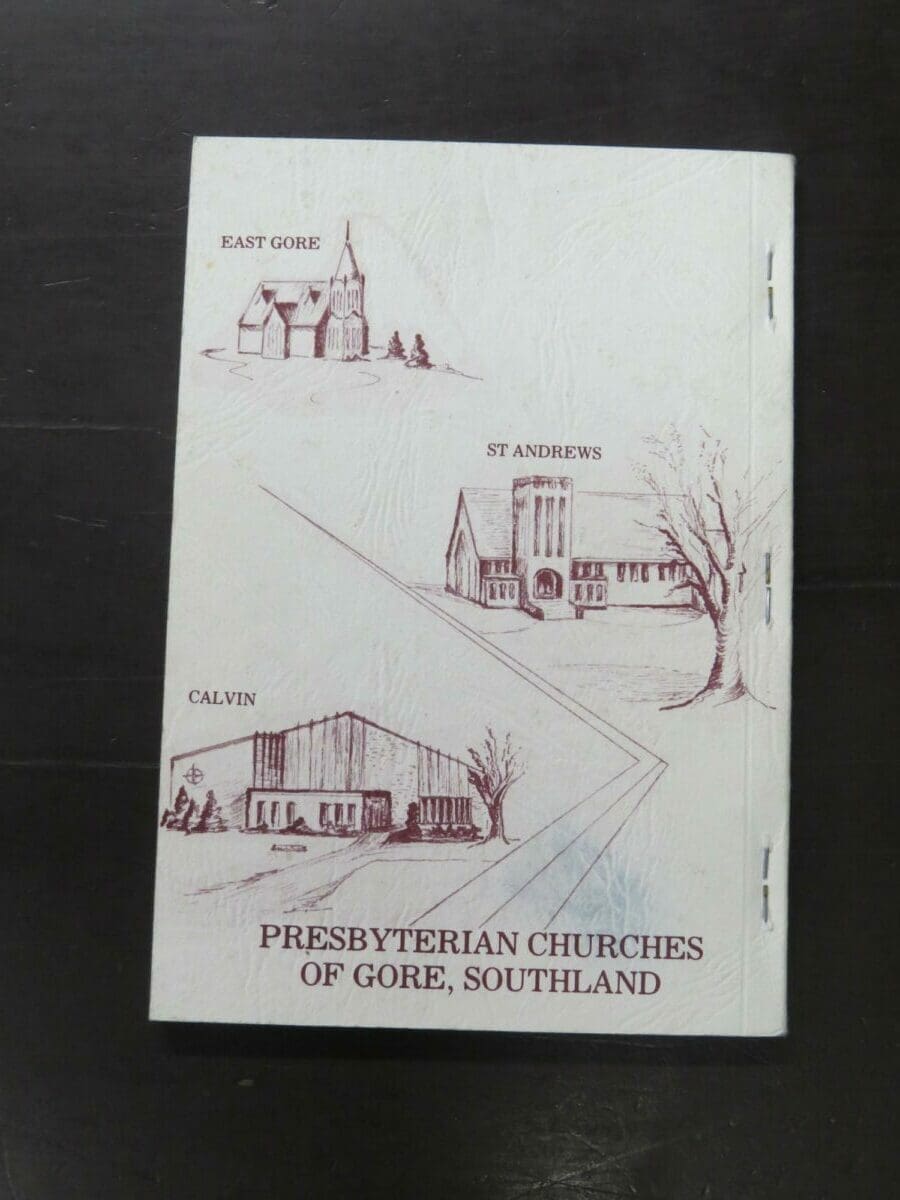 EAST GORE
ST ANDREWS
CALVIN
PRESBYTERIAN CHURCHES
OF GORE, SOUTHLAND